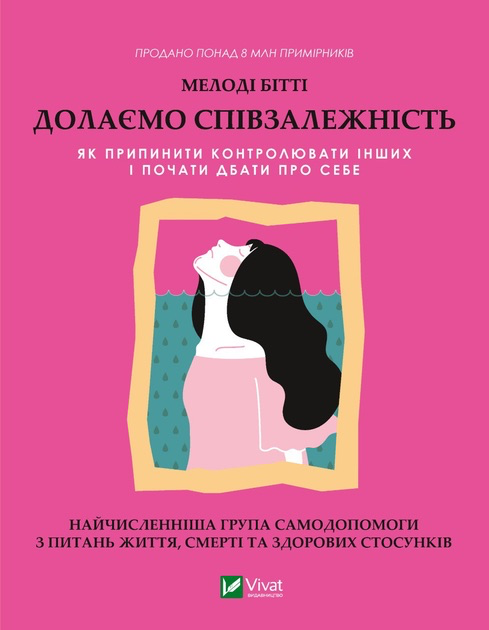 ПРОДАНО ПОНАД 8 МЛН ПРИМІРНИКІВ
МЕЛОДІ БІТТІ
ДОЛАЄМО СПІВЗАЛЕЖНІСТЬ
ЯК ПРИПИНИТИ КОНТРОЛЮВАТИ ІНШИХ
І ПОЧАТИ ДБАТИ ПРО СЕБЕ
НАЙЧИСЛЕННІША ГРУПА САМОДОПОМОГИ
З ПИТАНЬ ЖИТТЯ, СМЕРТІ ТА ЗДОРОВИХ СТОСУНКІВ
Vivat
ВИДАВНИЦТВО